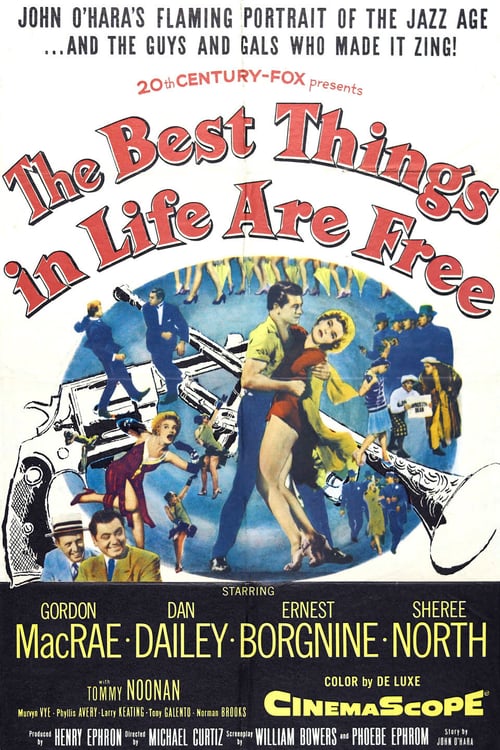 JOHN O'HARA'S FLAMING PORTRAIT OF THE JAZZ AGE
...AND THE GUYS AND GALS WHO MADE IT ZING!
20th CENTURY-FOX presents
The Best Things
in Life Are Free
STARRING
GORDON MacRAE · DAN DAILEY · ERNEST BORGNINE · SHEREE NORTH
with
TOMMY NOONAN
COLOR by DE LUXE
Murvyn VYE · Phyllis AVERY · Larry KEATING · Tony GALENTO · Norman BROOKS
CINEMASCOPE
Produced by HENRY EPHRON Directed by MICHAEL CURTIZ Screenplay by WILLIAM BOWERS and PHOEBE EPHROM Story by JOHN O'HARA